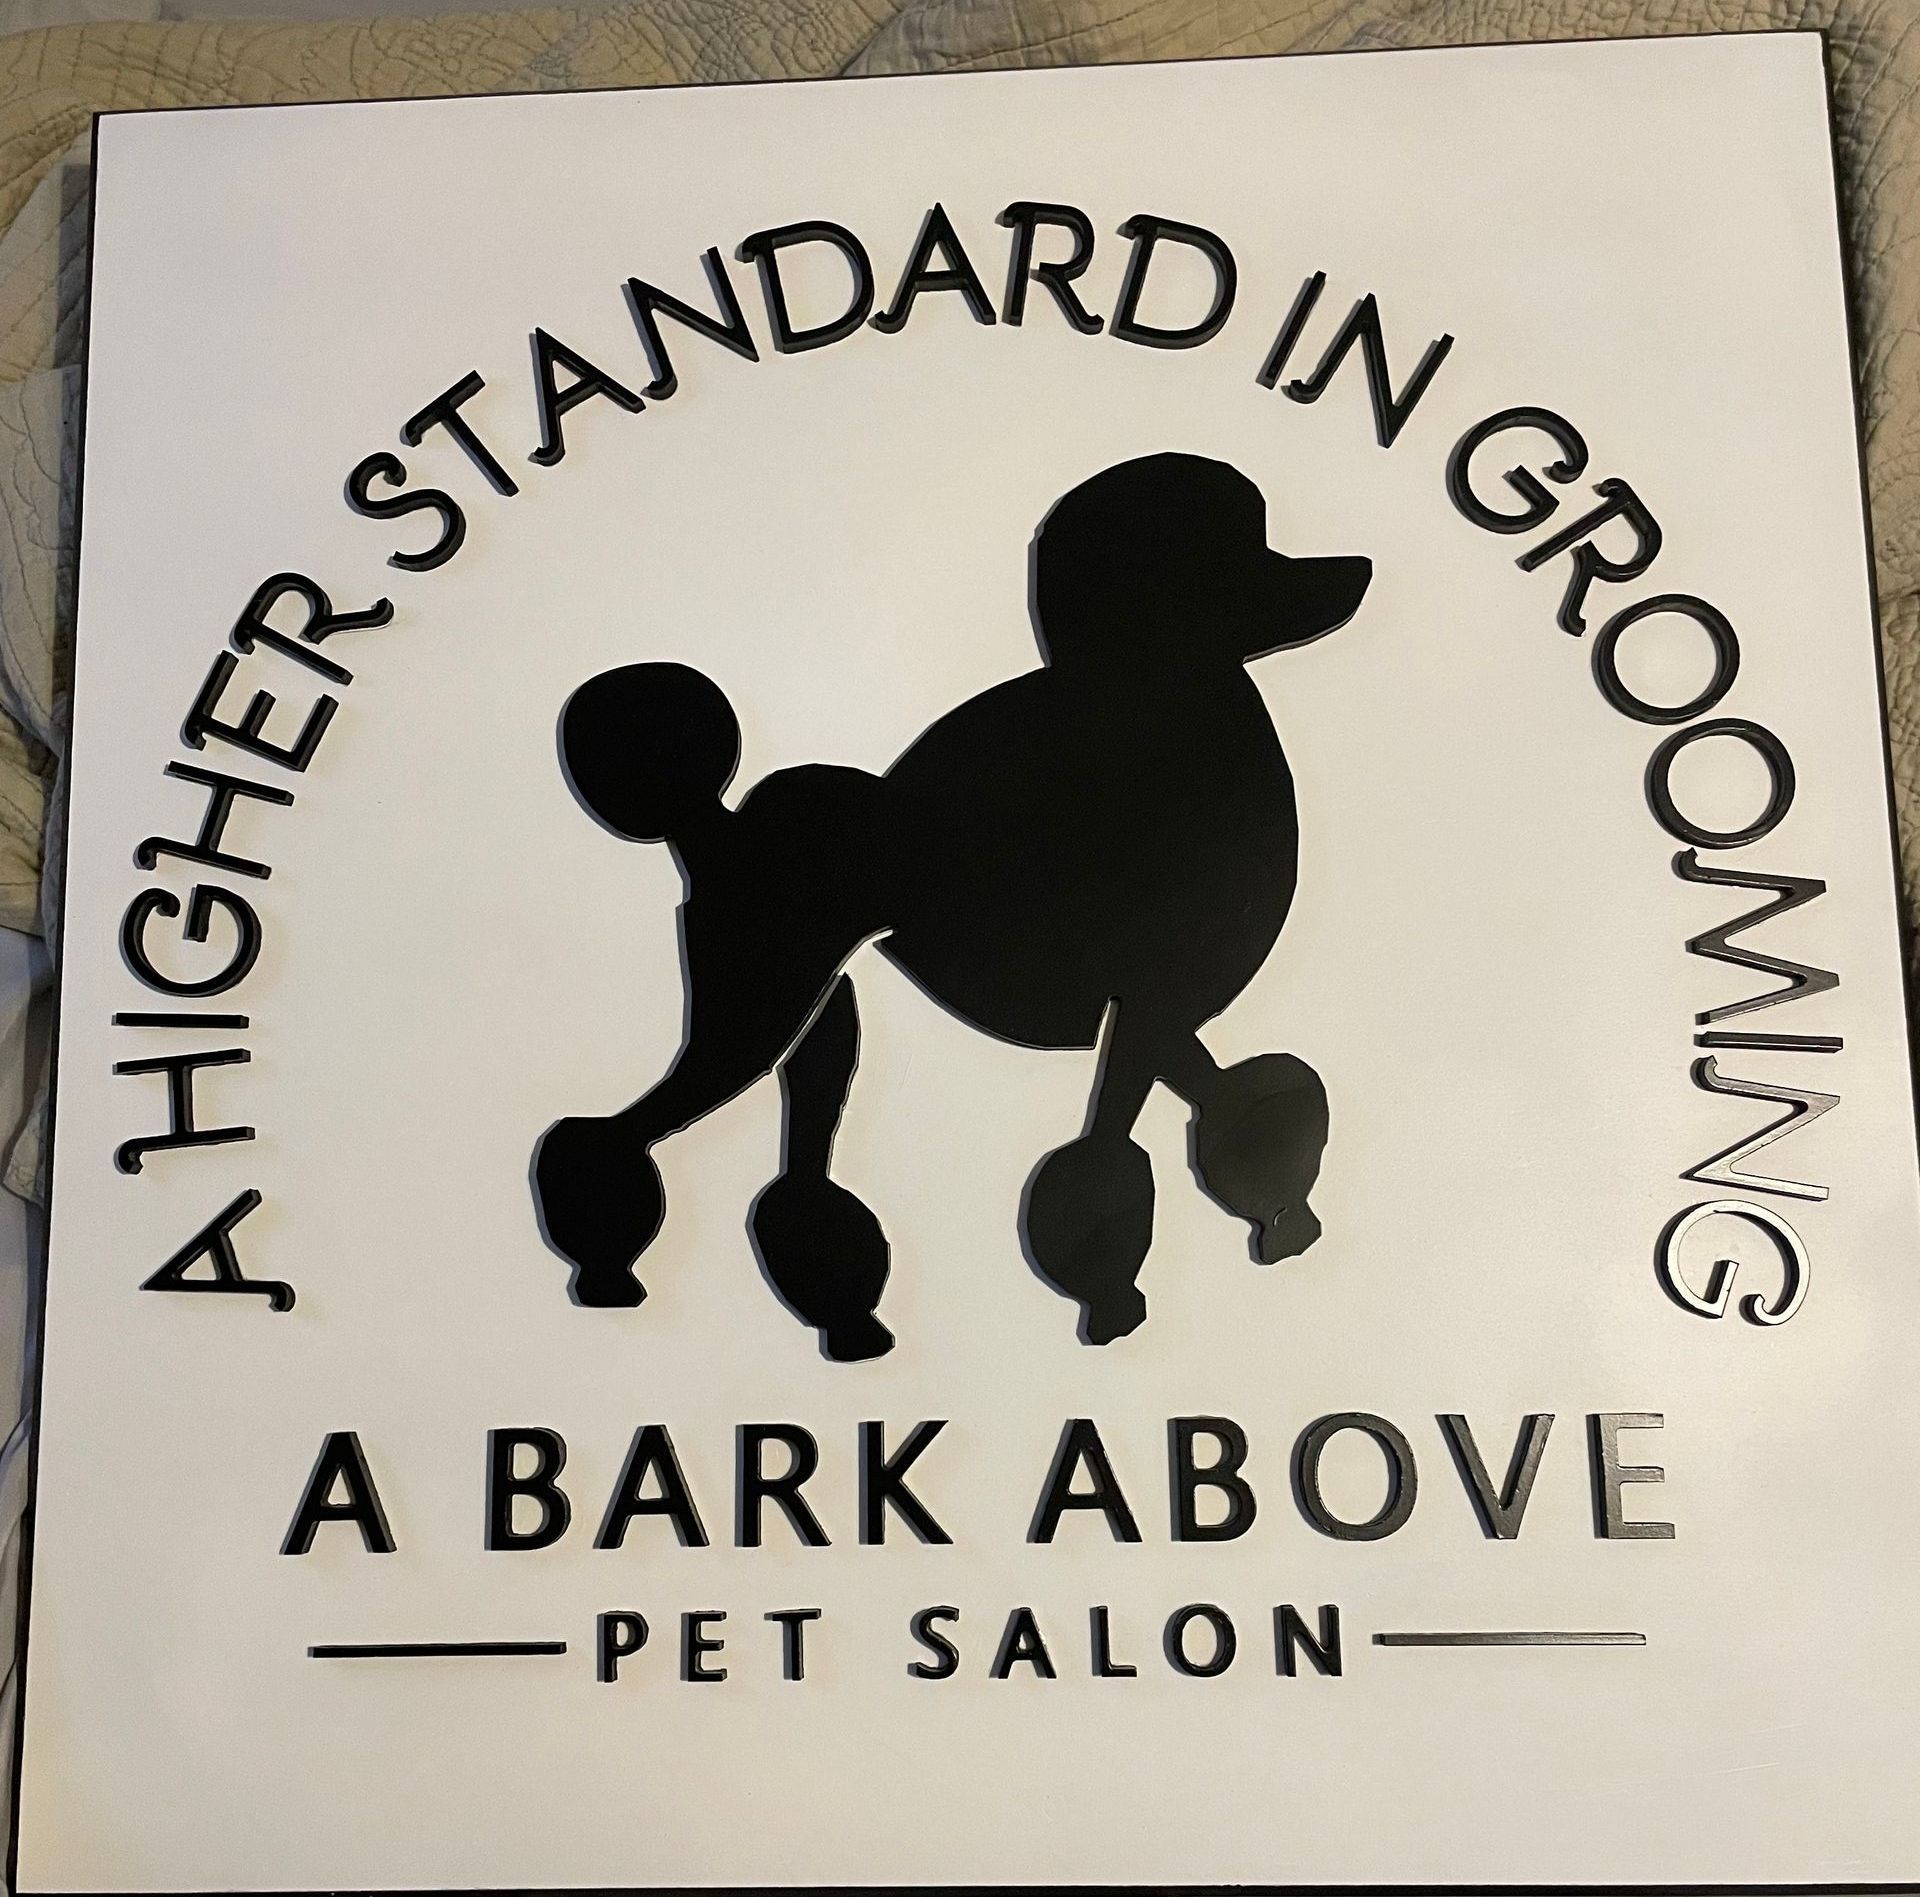 A HIGHER STANDARD IN GROOMING
A BARK ABOVE
PET SALON